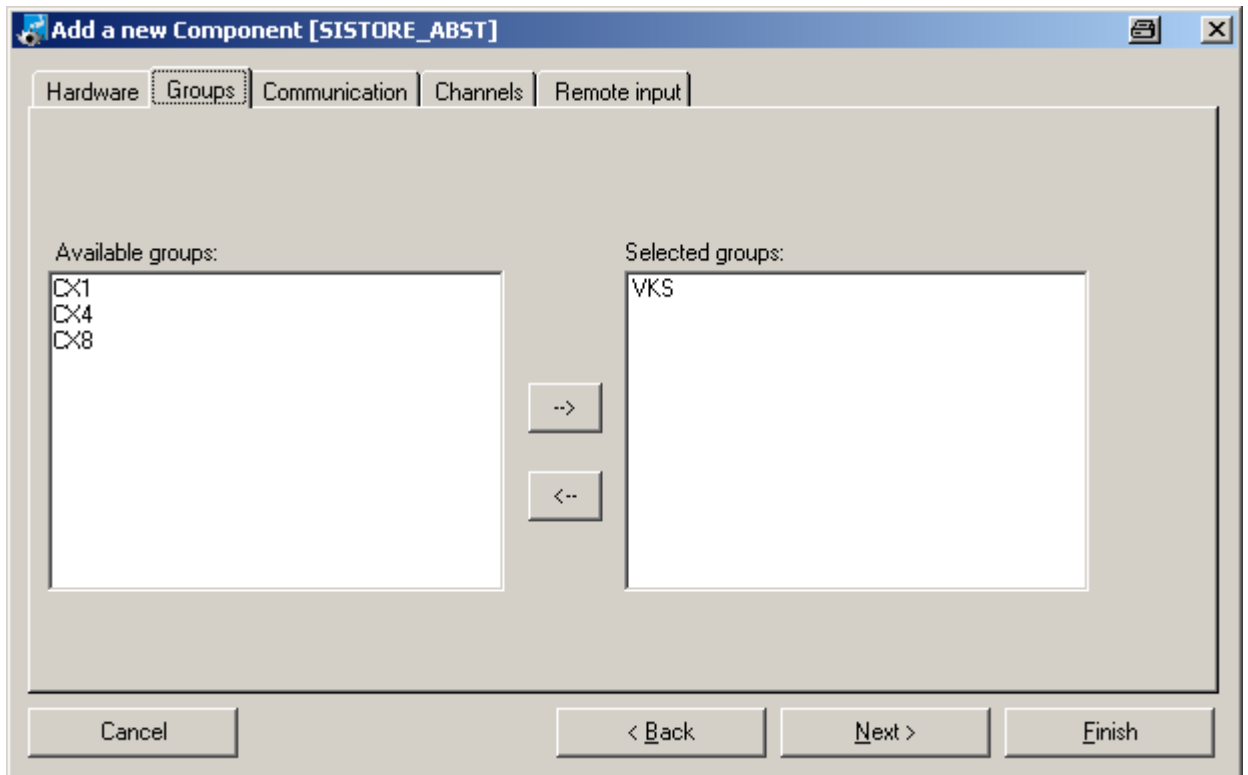 Add a new Component [SISTORE_ABST]
Hardware Groups Communication Channels Remote input
Available groups:
CX1
CX4
CX8
Selected groups:
VKS
-->
<--
Cancel < Back Next > Finish